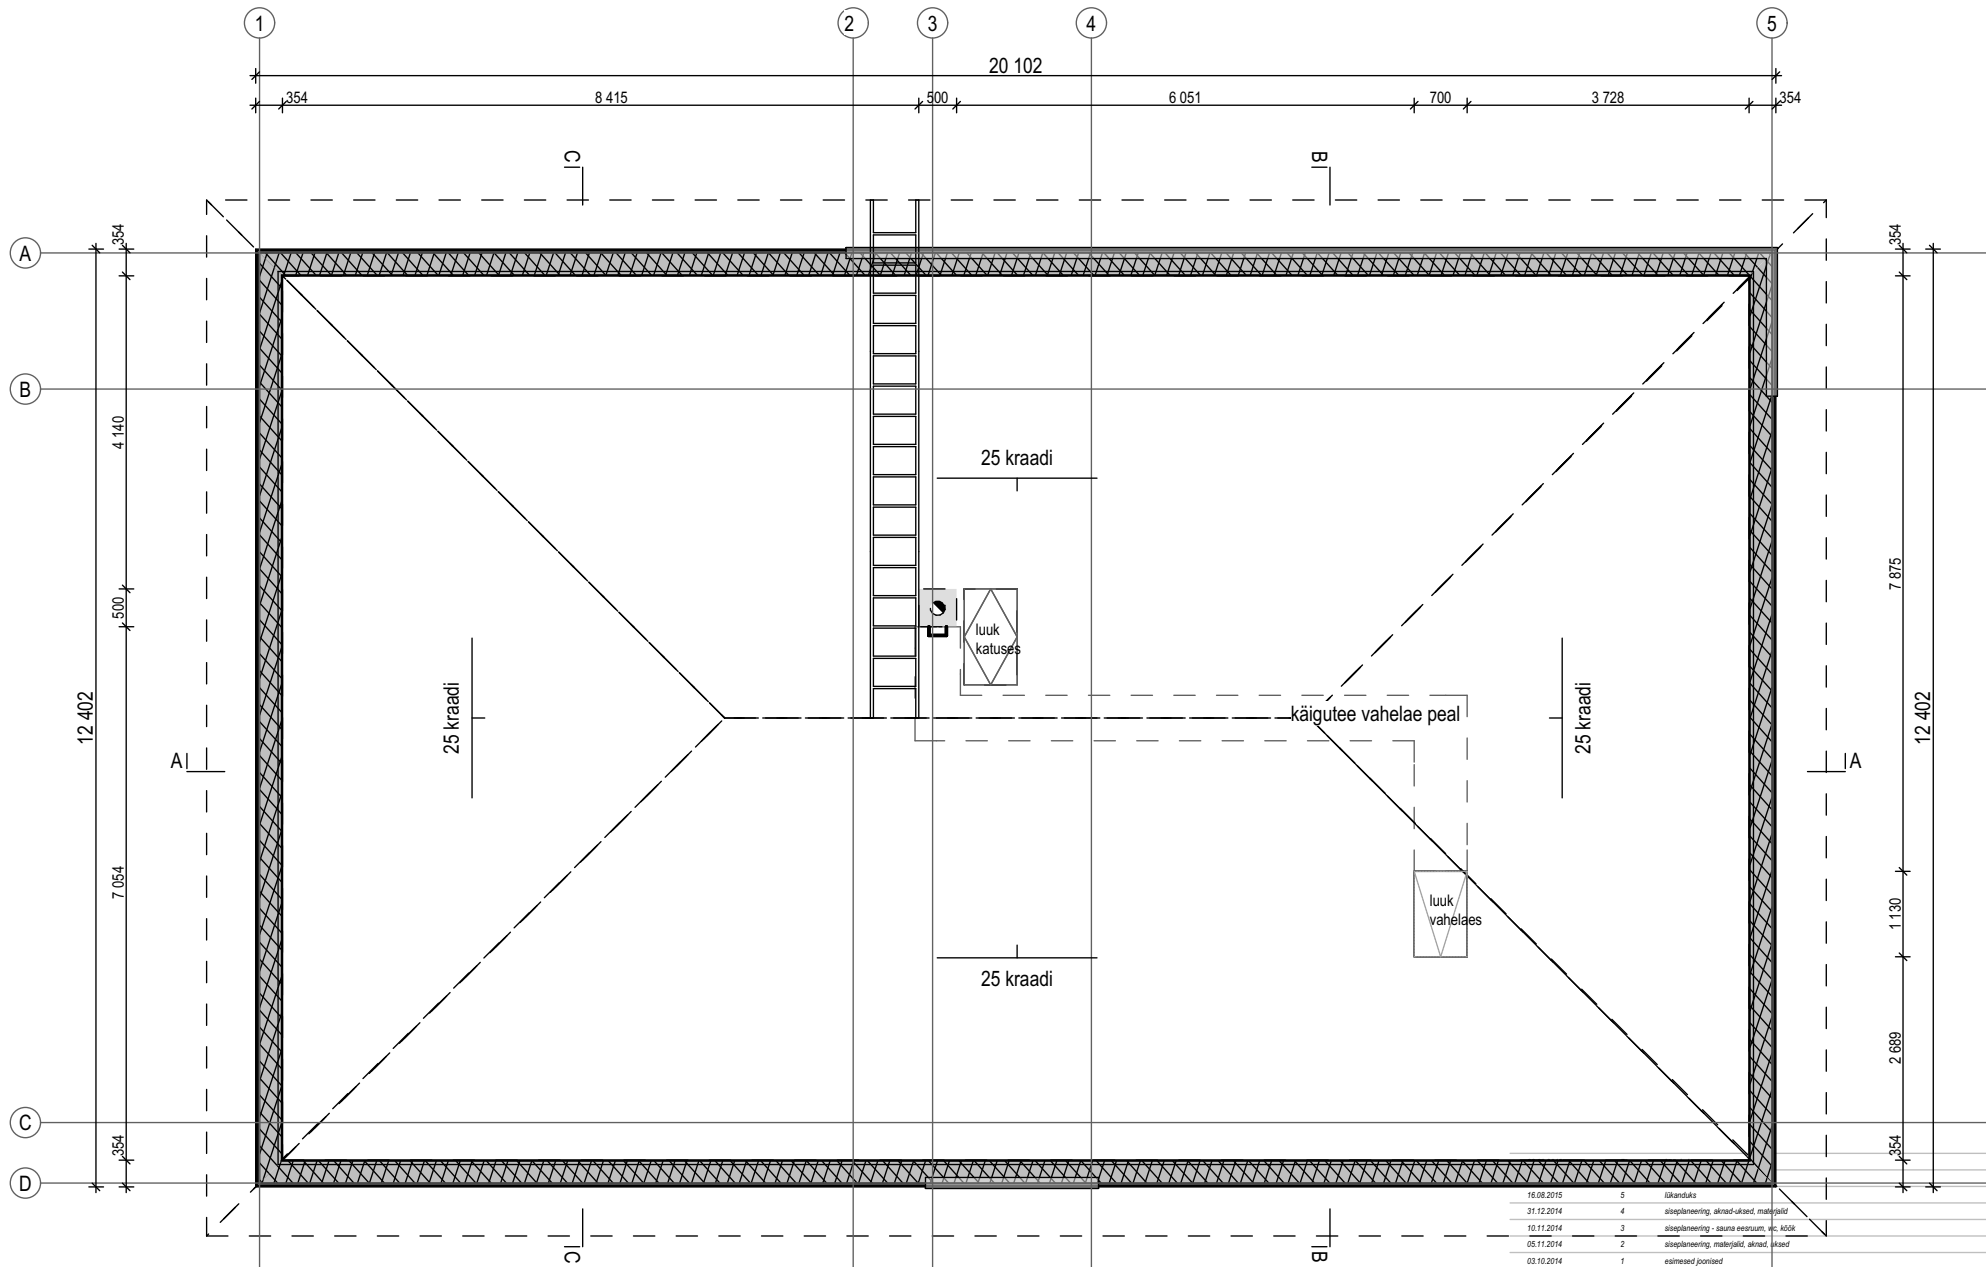 1 2 3 4 5
20 102
354 8 415 500 6 051 700 3 728 354
C B
A
B
C
D
354
4 140
500
7 054
354
12 402
354
7 875
1130
2 689
354
12 402
25 kraadi
25 kraadi
25 kraadi
25 kraadi
luuk
katuses
käigutee vahelae peal
luuk
vahelaes
A A
C B
16.08.2015 5 lükanduks
31.12.2014 4 siseplaneering, aknad-uksed, materjalid
10.11.2014 3 siseplaneering - sauna eesruum, wc, köök
05.11.2014 2 siseplaneering, materjalid, aknad, uksed
03.10.2014 1 esimesed joonised